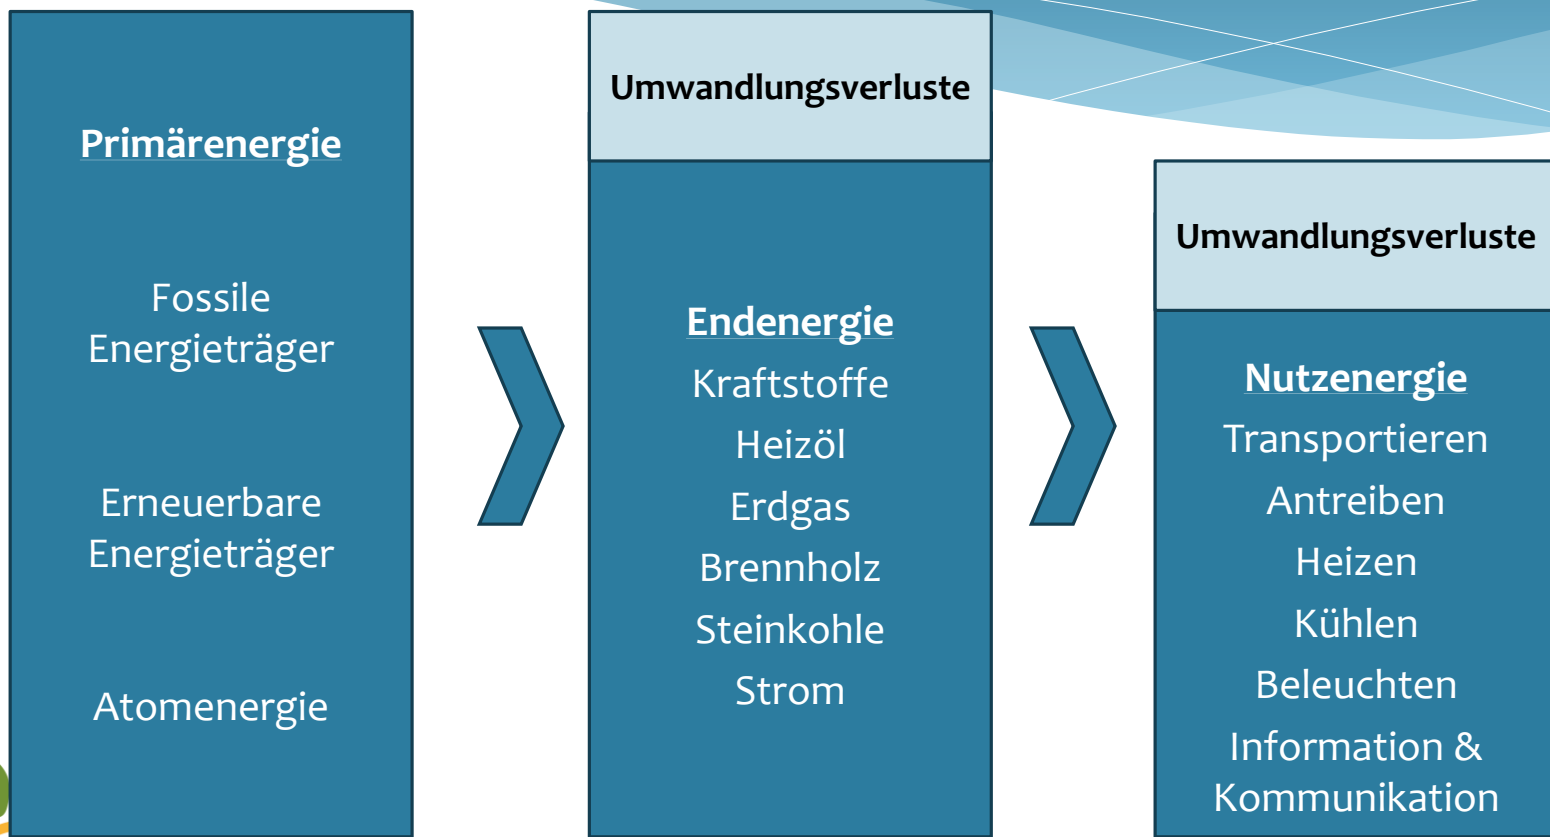 Primärenergie
Fossile
Energieträger
Erneuerbare
Energieträger
Atomenergie
Umwandlungsverluste
Endenergie
Kraftstoffe
Heizöl
Erdgas
Brennholz
Steinkohle
Strom
Umwandlungsverluste
Nutzenergie
Transportieren
Antreiben
Heizen
Kühlen
Beleuchten
Information &
Kommunikation